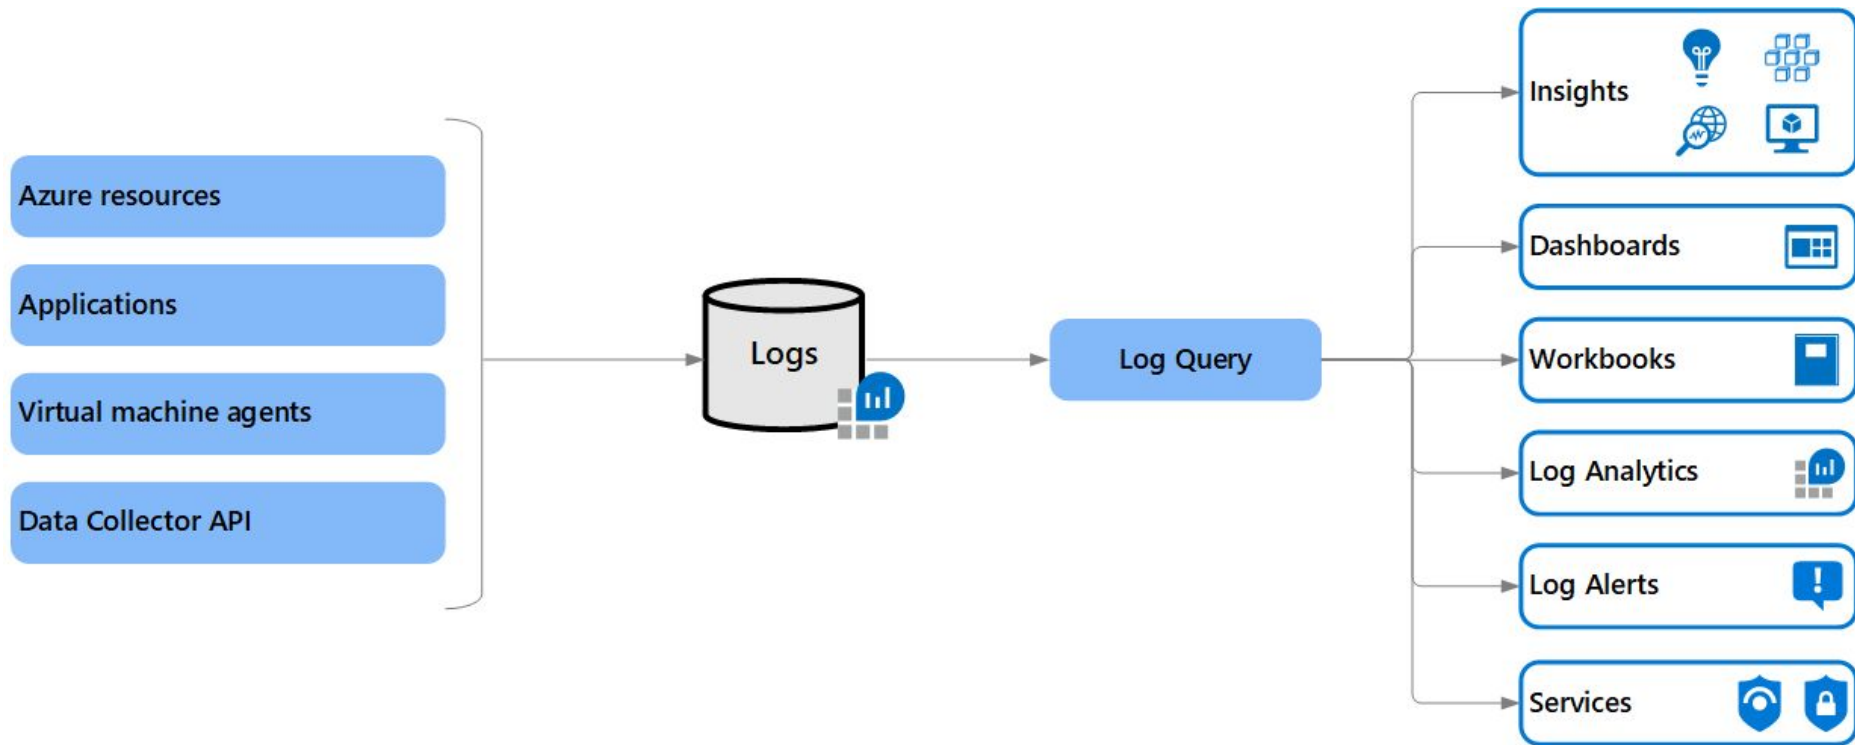 Azure resources
Applications
Virtual machine agents
Data Collector API
Logs
Log Query
Insights
Dashboards
Workbooks
Log Analytics
Log Alerts
Services